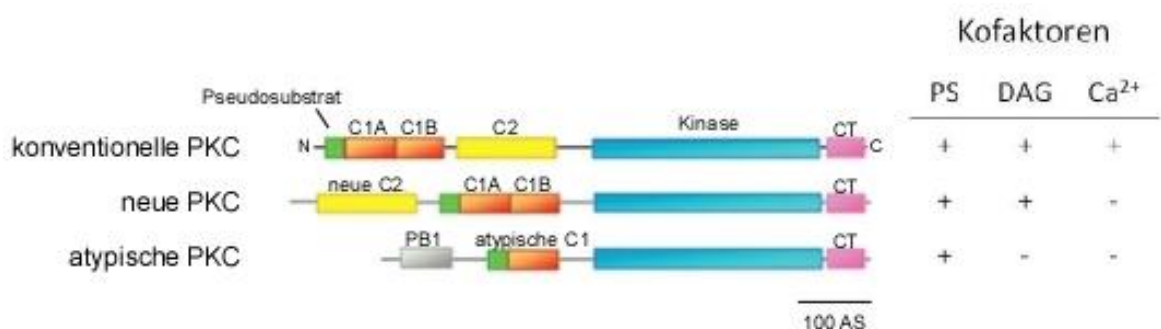 Kofaktoren
PS DAG Ca²⁺
Pseudosubstrat
C1A C1B C2 Kinase CT
konventionelle PKC N C + + +
neue C2 C1A C1B CT
neue PKC + + -
PB1 atypische C1 CT
atypische PKC + - -
100 AS